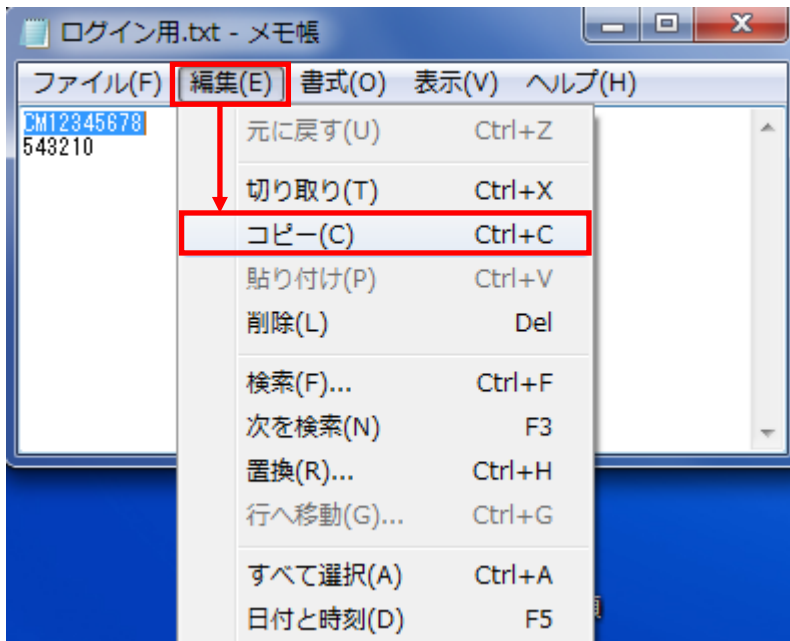 ログイン用.txt - メモ帳
ファイル(F) 編集(E) 書式(O) 表示(V) ヘルプ(H)
CM12345678
543210
元に戻す(U) Ctrl+Z
切り取り(T) Ctrl+X
コピー(C) Ctrl+C
貼り付け(P) Ctrl+V
削除(L) Del
検索(F)... Ctrl+F
次を検索(N) F3
置換(R)... Ctrl+H
行へ移動(G)... Ctrl+G
すべて選択(A) Ctrl+A
日付と時刻(D) F5